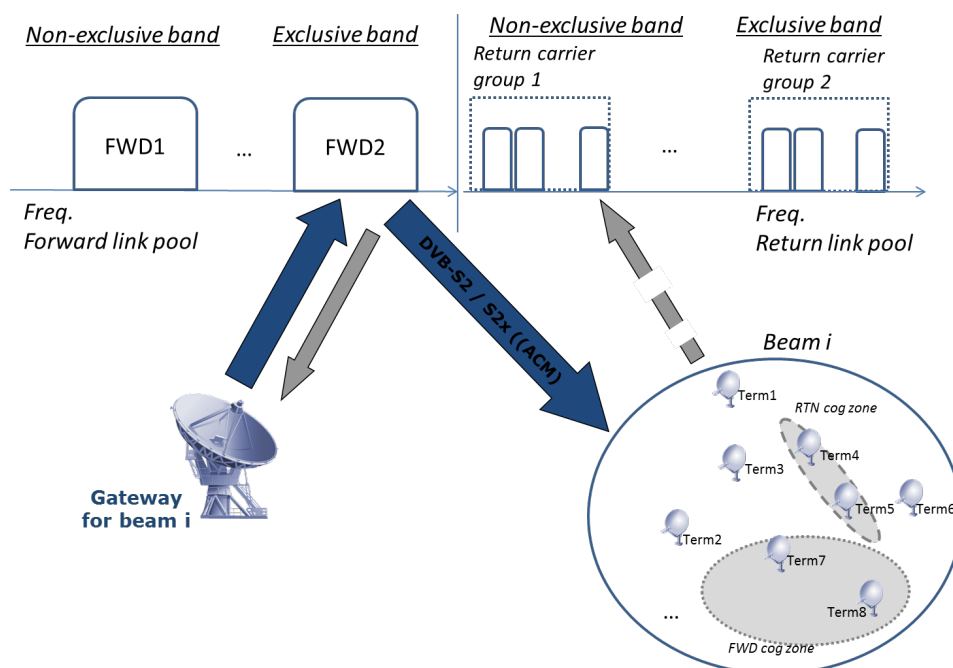 Non-exclusive band
Exclusive band
Non-exclusive band
Exclusive band
Return carrier
group 1
Return carrier
group 2
FWD1
...
FWD2
...
Freq.
Forward link pool
Freq.
Return link pool
DVB-S2 / S2x ((ACM)
Beam i
Term1
RTN cog zone
Term4
Term3
Term5
Term6
Gateway
for beam i
Term2
Term7
Term8
...
FWD cog zone